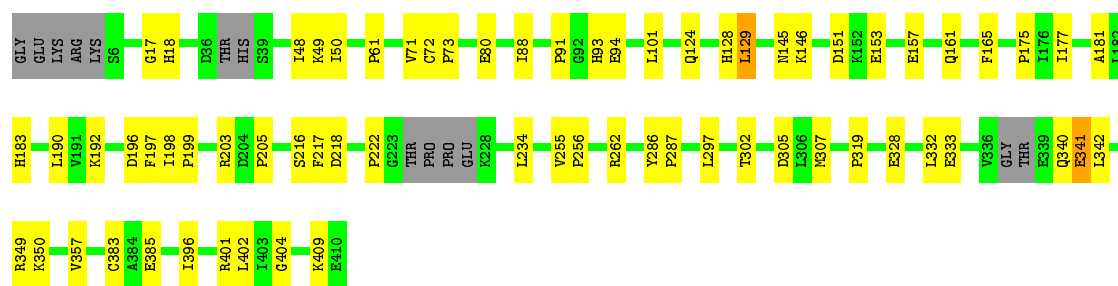 GLY GLU LYS ARG LYS S6 G17 H18 D36 THR HIS S39 I48 K49 I50 P61 V71 C72 P73 E80 I88 P91 G92 H93 E94 L101 Q124 H128 L129 N145 K146 D151 K152 E153 E157 Q161 F165 P175 I176 I177 A181 L182
H183 L190 V191 K192 D196 F197 I198 P199 R203 D204 P205 S216 F217 D218 P222 G223 THR PRO PRO GLU K228 L234 V255 P256 R262 Y286 P287 L297 T302 D305 L306 M307 P319 E328 L332 E333 V336 GLY THR E339 Q340 E341 L342
R349 K350 V357 C383 A384 E385 I396 R401 L402 I403 G404 K409 E410